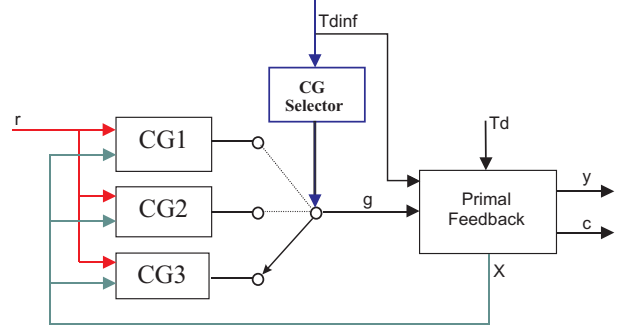 Tdinf
CG
Selector
r
CG1
Td
CG2
g
Primal
Feedback
y
c
CG3
X